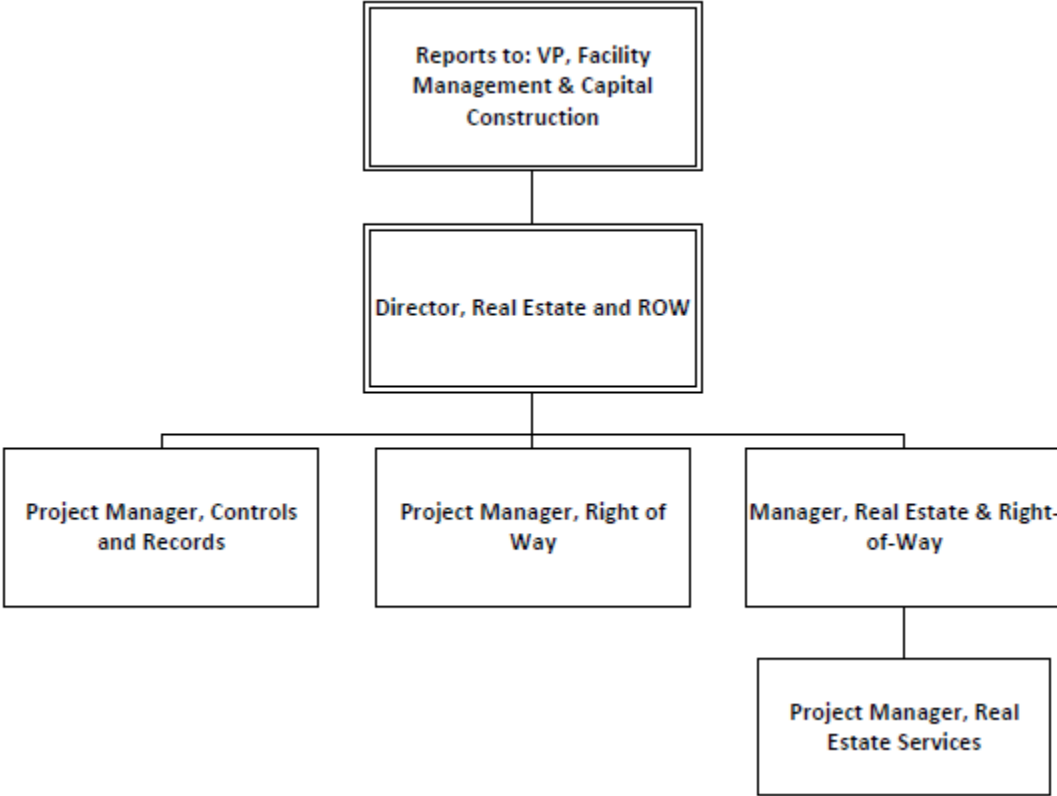 Reports to: VP, Facility
Management & Capital
Construction
Director, Real Estate and ROW
Project Manager, Controls
and Records
Project Manager, Right of
Way
Manager, Real Estate & Right-
of-Way
Project Manager, Real
Estate Services